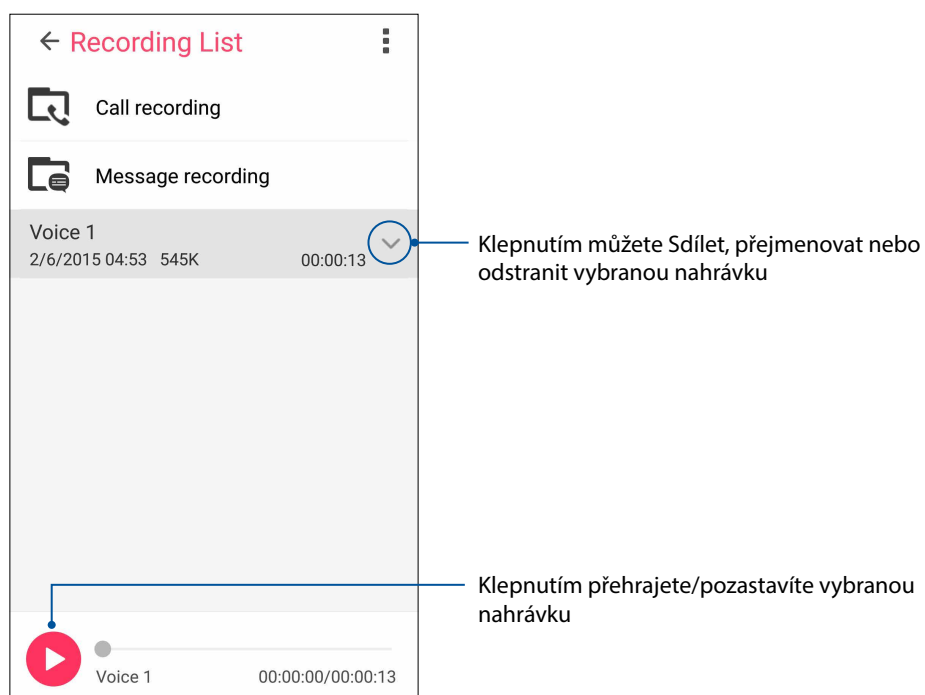 Recording List
Call recording
Message recording
Voice 1
2/6/2015 04:53 545K 00:00:13
Klepnutím můžete Sdílet, přejmenovat nebo
odstranit vybranou nahrávku
Klepnutím přehrajete/pozastavíte vybranou
nahrávku
Voice 1 00:00:00/00:00:13